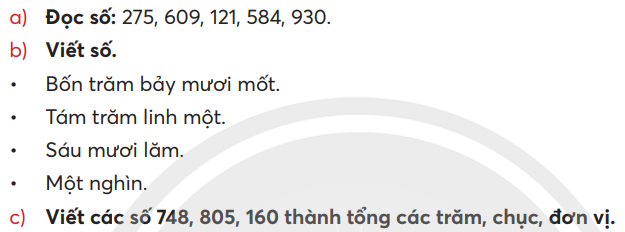 a) Đọc số: 275, 609, 121, 584, 930.
b) Viết số.
• Bốn trăm bảy mươi mốt.
• Tám trăm linh một.
• Sáu mươi lăm.
• Một nghìn.
c) Viết các số 748, 805, 160 thành tổng các trăm, chục, đơn vị.